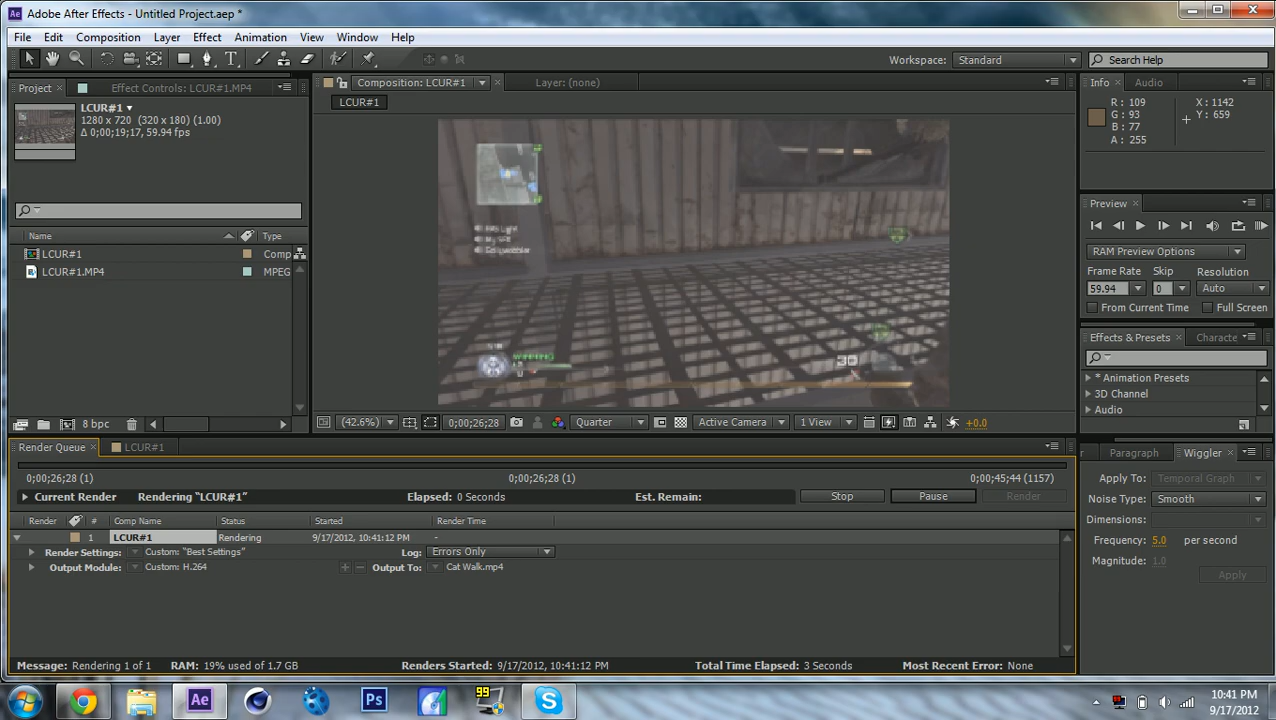 Adobe After Effects - Untitled Project.aep *
File Edit Composition Layer Effect Animation View Window Help
Workspace: Standard Search Help
Project Effect Controls: LCUR#1.MP4 Composition: LCUR#1 Layer: (none) Info Audio
LCUR#1
LCUR#1
1280 x 720 (320 x 180) (1.00)
Δ 0;00;19;17, 59.94 fps
R : 109
G : 93
B : 77
A : 255
X : 1142
Y : 659
Preview
RAM Preview Options
Frame Rate Skip Resolution
59.94 0 Auto
From Current Time Full Screen
Name Type
LCUR#1 Comp
LCUR#1.MP4 MPEG
Effects & Presets Characte
* Animation Presets
3D Channel
Audio
WINNING
30
8 bpc
(42.6%) 0;00;26;28 Quarter Active Camera 1 View +0.0
Render Queue LCUR#1
0;00;26;28 (1) 0;00;26;28 (1) 0;00;45;44 (1157)
Current Render Rendering "LCUR#1" Elapsed: 0 Seconds Est. Remain: Stop Pause Render
Render # Comp Name Status Started Render Time
1 LCUR#1 Rendering 9/17/2012, 10:41:12 PM -
Render Settings: Custom: "Best Settings" Log: Errors Only
Output Module: Custom: H.264 Output To: Cat Walk.mp4
r Paragraph Wiggler
Apply To: Temporal Graph
Noise Type: Smooth
Dimensions:
Frequency: 5.0 per second
Magnitude: 1.0
Apply
Message: Rendering 1 of 1 RAM: 19% used of 1.7 GB Renders Started: 9/17/2012, 10:41:12 PM Total Time Elapsed: 3 Seconds Most Recent Error: None
Ae Ps 99 S
10:41 PM
9/17/2012